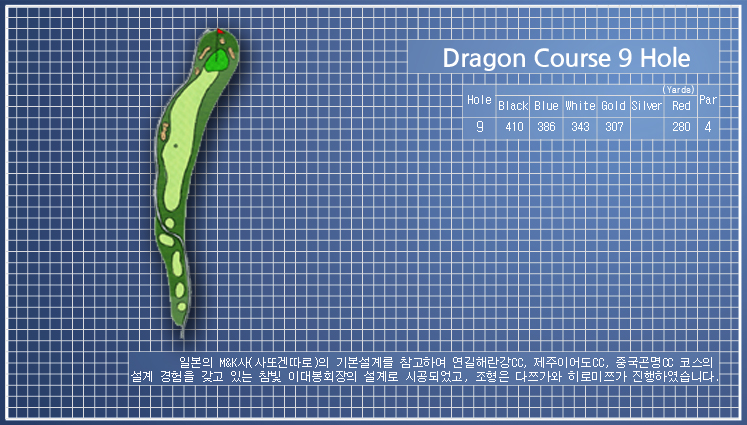 Dragon Course 9 Hole
(Yards)
Hole Black Blue White Gold Silver Red Par
9 410 386 343 307 280 4
일본의 M&K사(사또겐따로)의 기본설계를 참고하여 연길해란강CC, 제주이어도CC, 중국곤명CC 코스의
설계 경험을 갖고 있는 참빛 이대봉회장의 설계로 시공되었고, 조형은 다쯔가와 히로미쯔가 진행하였습니다.